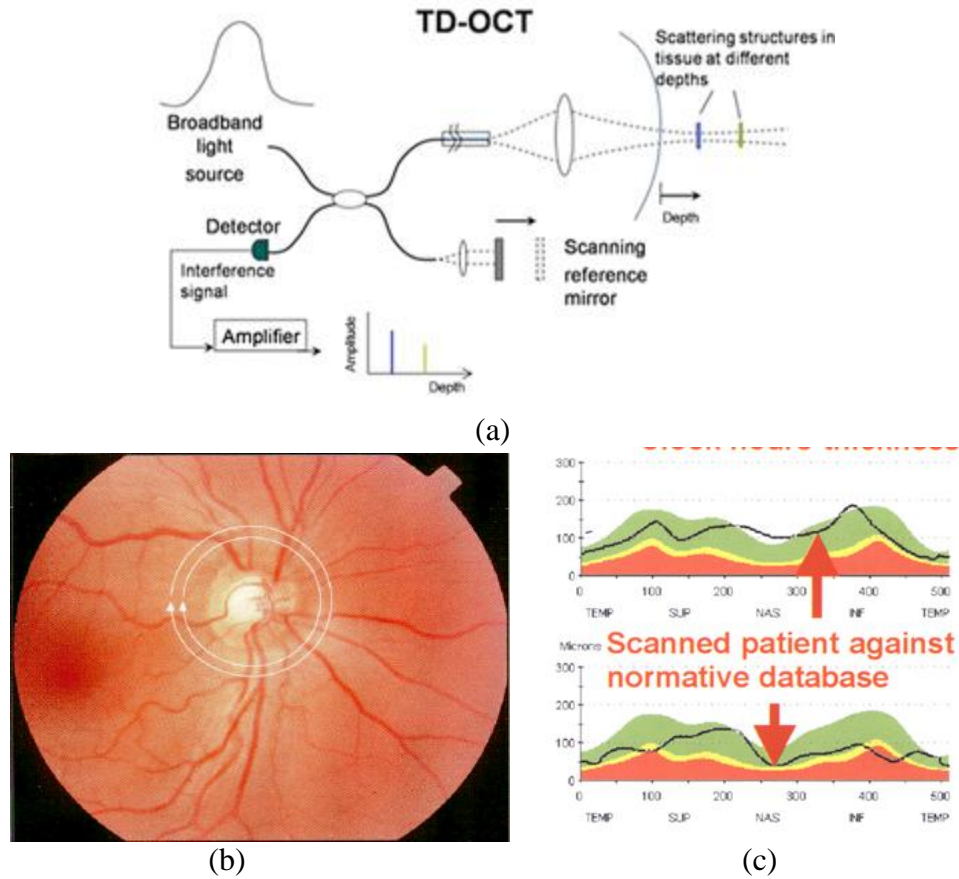 TD-OCT
Scattering structures in
tissue at different
depths
Broadband
light
source
Depth
Detector
Scanning
reference
mirror
Interference
signal
Amplifier
Amplitude
Depth
(a)
300
200
100
0
0 100 200 300 400 500
TEMP SUP NAS INF TEMP
Microns
Scanned patient against
normative database
300
200
100
0
0 100 200 300 400 500
TEMP SUP NAS INF TEMP
(b)
(c)